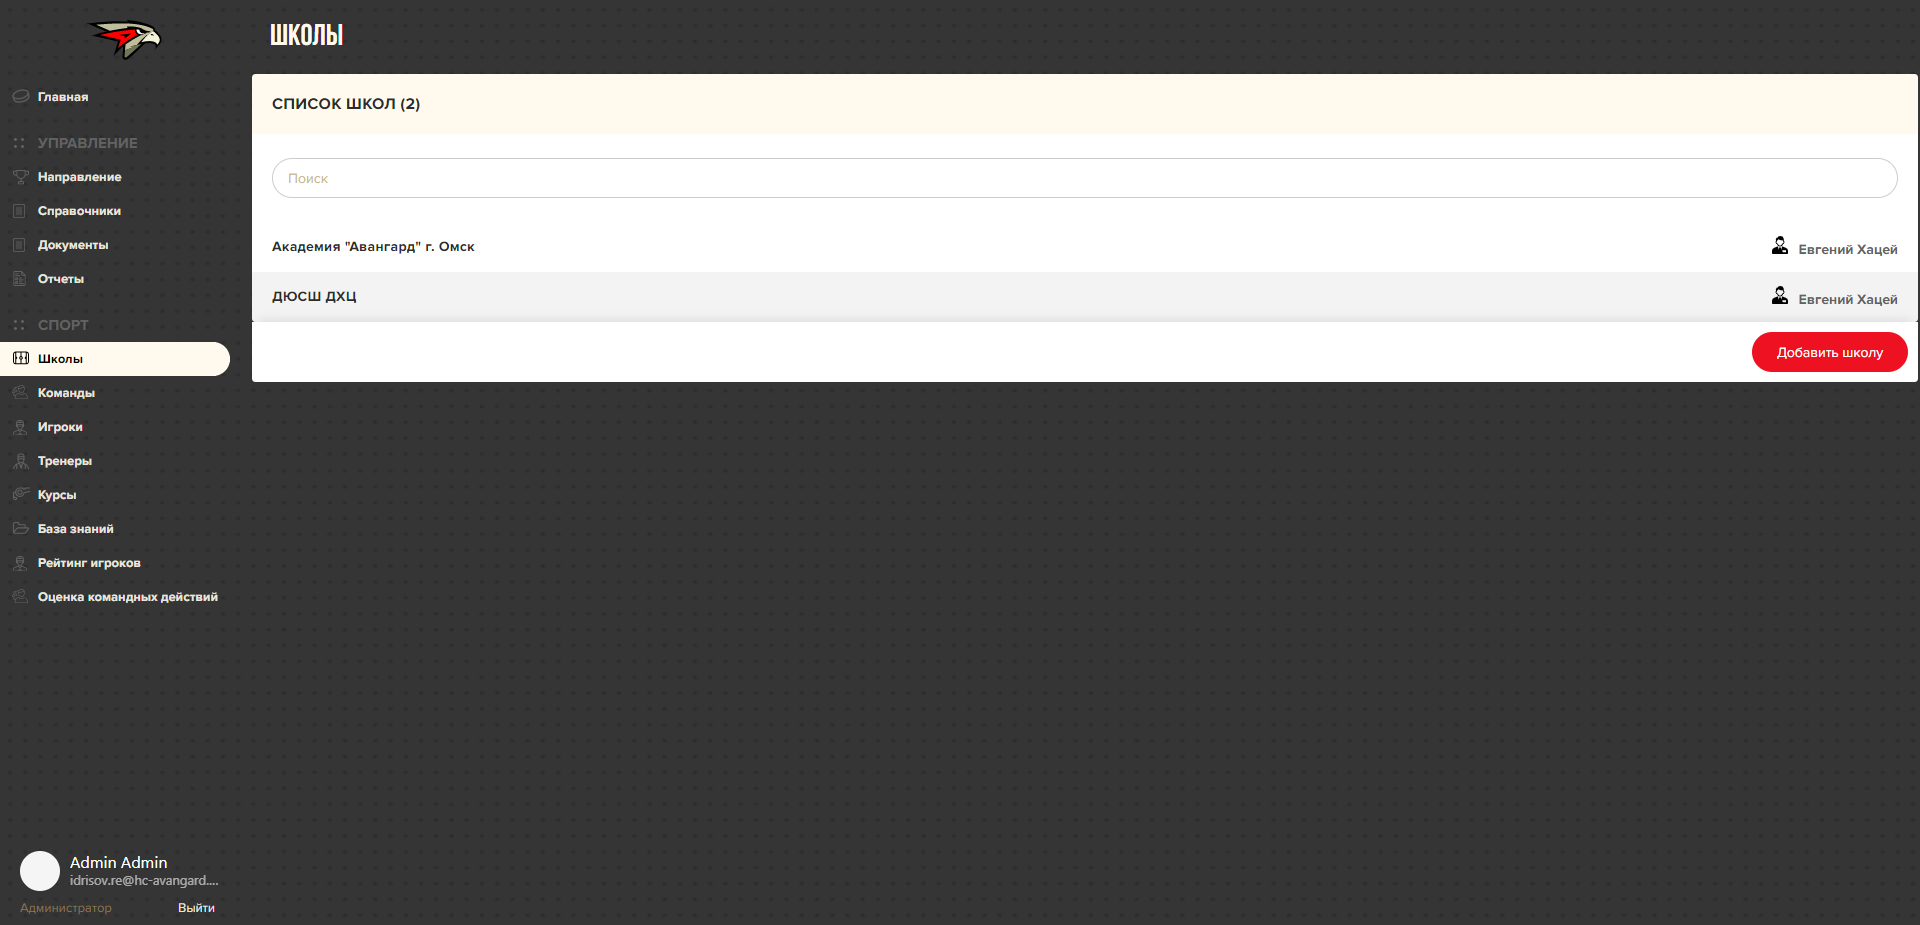 ШКОЛЫ
Главная
УПРАВЛЕНИЕ
Направление
Справочники
Документы
Отчеты
СПОРТ
Школы
Команды
Игроки
Тренеры
Курсы
База знаний
Рейтинг игроков
Оценка командных действий
Admin Admin
idrisov.re@hc-avangard....
Администратор Выйти
СПИСОК ШКОЛ (2)
Поиск
Академия "Авангард" г. Омск Евгений Хацей
ДЮСШ ДХЦ Евгений Хацей
Добавить школу